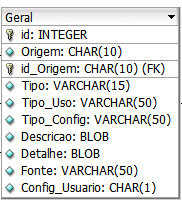 Geral
id: INTEGER
Origem: CHAR(10)
id_Origem: CHAR(10) (FK)
Tipo: VARCHAR(15)
Tipo_Uso: VARCHAR(50)
Tipo_Config: VARCHAR(50)
Descricao: BLOB
Detalhe: BLOB
Fonte: VARCHAR(50)
Config_Usuario: CHAR(1)